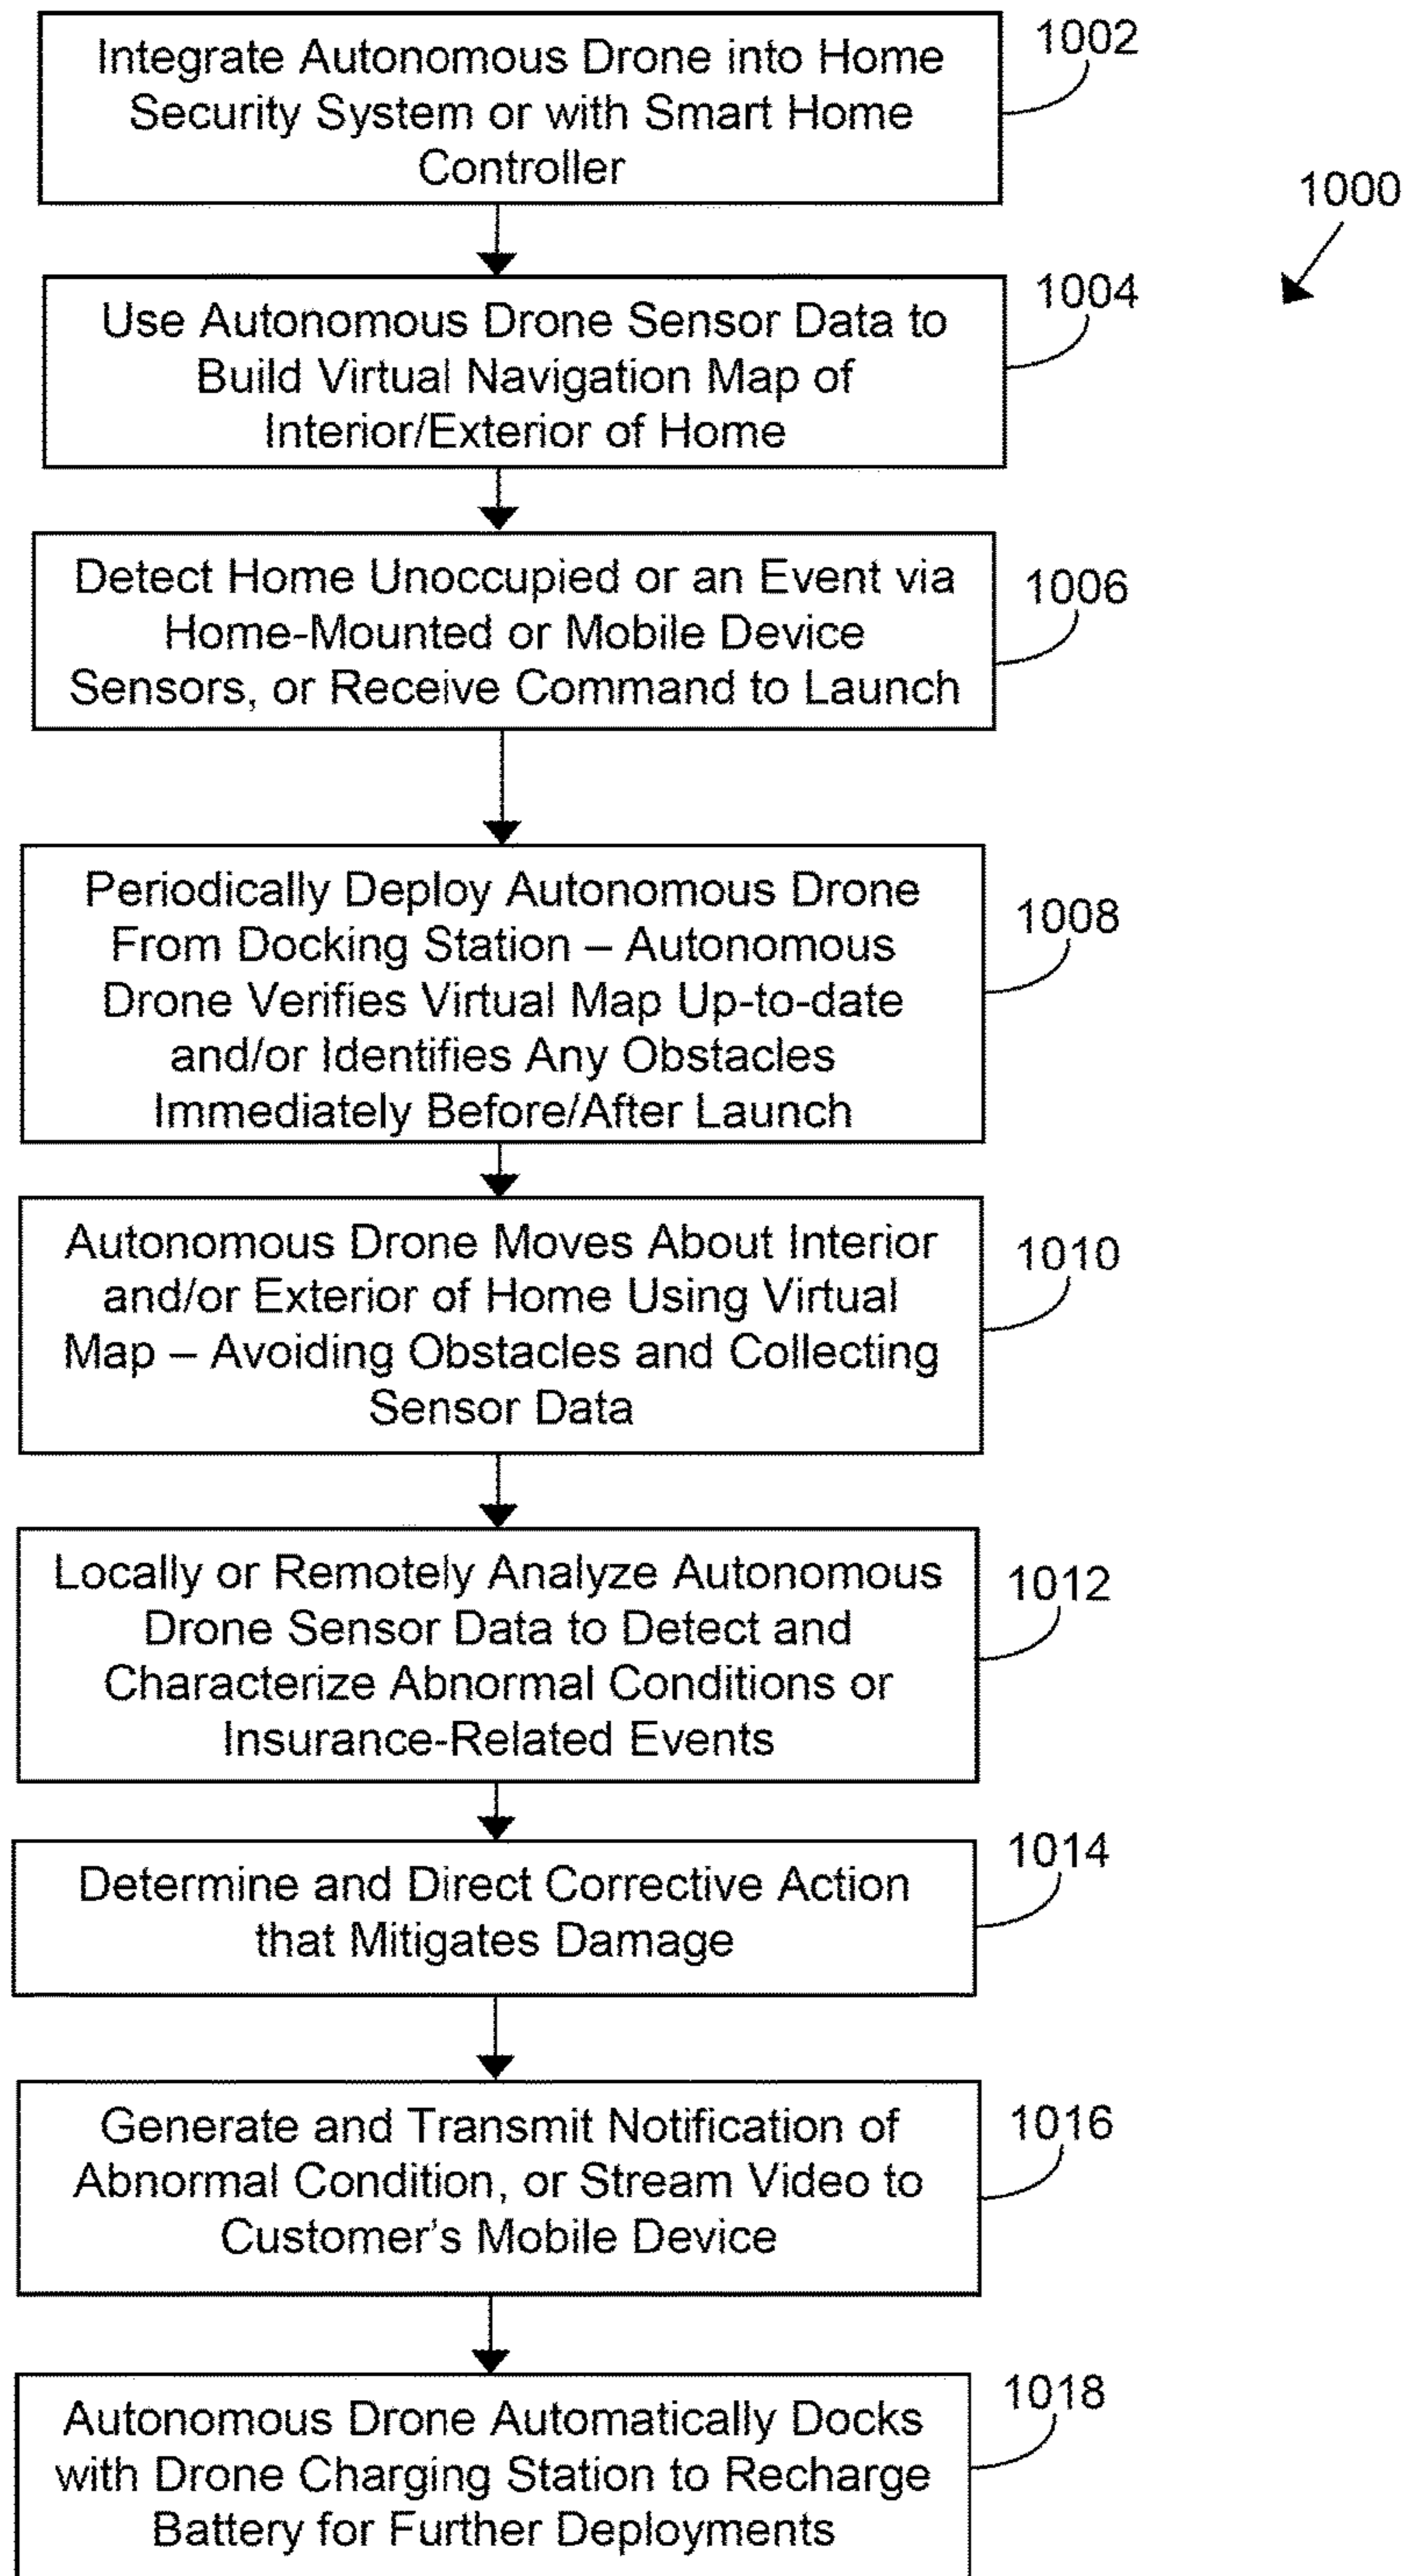 Integrate Autonomous Drone into Home
Security System or with Smart Home
Controller
1002
1000
Use Autonomous Drone Sensor Data to
Build Virtual Navigation Map of
Interior/Exterior of Home
1004
Detect Home Unoccupied or an Event via
Home-Mounted or Mobile Device
Sensors, or Receive Command to Launch
1006
Periodically Deploy Autonomous Drone
From Docking Station – Autonomous
Drone Verifies Virtual Map Up-to-date
and/or Identifies Any Obstacles
Immediately Before/After Launch
1008
Autonomous Drone Moves About Interior
and/or Exterior of Home Using Virtual
Map – Avoiding Obstacles and Collecting
Sensor Data
1010
Locally or Remotely Analyze Autonomous
Drone Sensor Data to Detect and
Characterize Abnormal Conditions or
Insurance-Related Events
1012
Determine and Direct Corrective Action
that Mitigates Damage
1014
Generate and Transmit Notification of
Abnormal Condition, or Stream Video to
Customer's Mobile Device
1016
Autonomous Drone Automatically Docks
with Drone Charging Station to Recharge
Battery for Further Deployments
1018